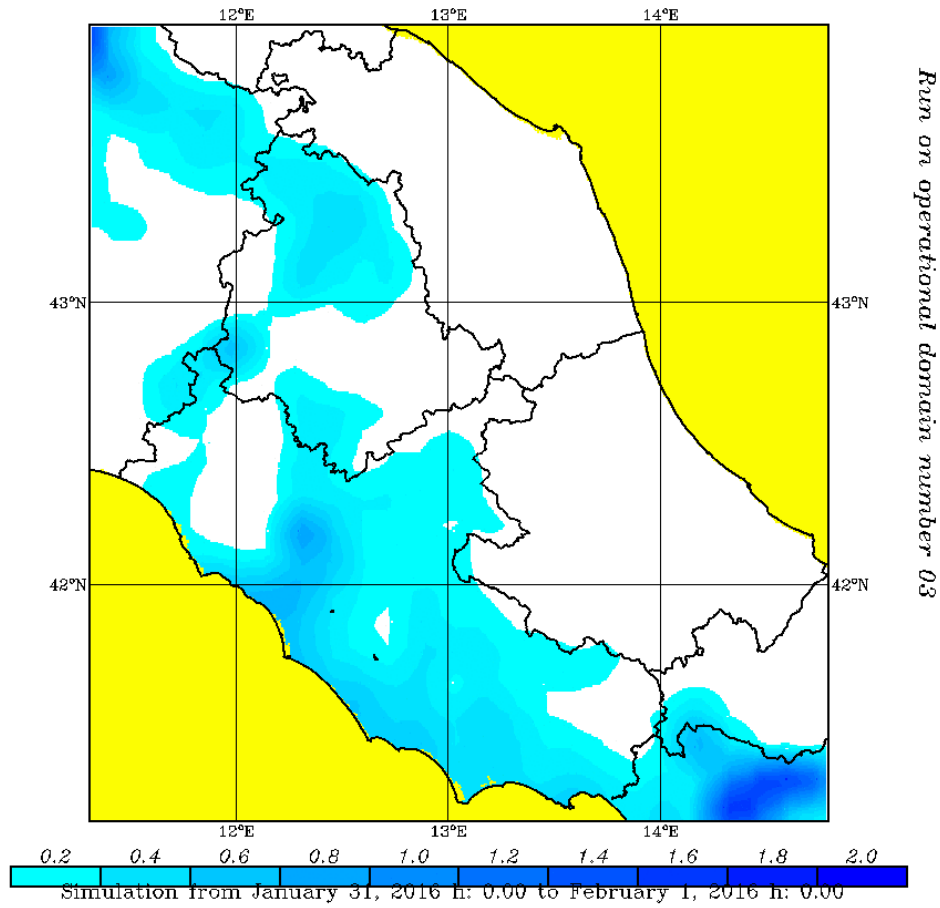 12°E 13°E 14°E
43°N 43°N
42°N 42°N
12°E 13°E 14°E
Run on operational domain number 03
0.2 0.4 0.6 0.8 1.0 1.2 1.4 1.6 1.8 2.0
Simulation from January 31, 2016 h: 0.00 to February 1, 2016 h: 0.00